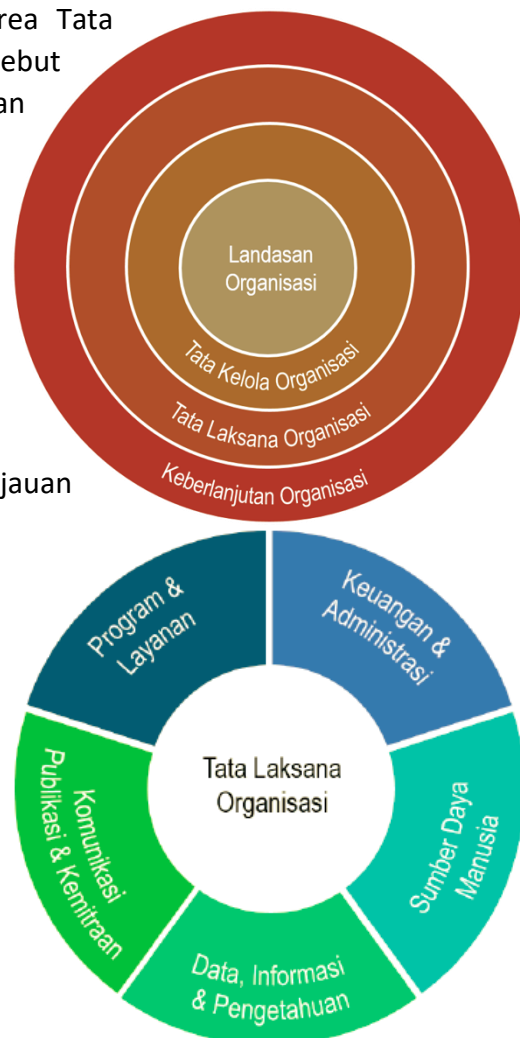 rea Tata
ebut
an
Landasan
Organisasi
Tata Kelola Organisasi
Tata Laksana Organisasi
Keberlanjutan Organisasi
jauan
Program &
Layanan
Keuangan &
Administrasi
Tata Laksana
Organisasi
Komunikasi
Publikasi & Kemitraan
Sumber Daya
Manusia
Data, Informasi
& Pengetahuan